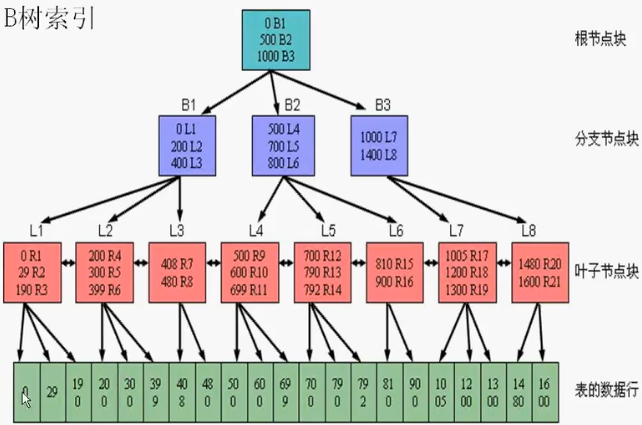 B树索引
0 B1
500 B2
1000 B3
根节点块
B1
B2
B3
0 L1
200 L2
400 L3
500 L4
700 L5
800 L6
1000 L7
1400 L8
分支节点块
L1
L2
L3
L4
L5
L6
L7
L8
0 R1
29 R2
190 R3
200 R4
300 R5
399 R6
408 R7
480 R8
500 R9
600 R10
699 R11
700 R12
790 R13
792 R14
810 R15
900 R16
1005 R17
1200 R18
1300 R19
1480 R20
1600 R21
叶子节点块
0
29
190
200
300
399
408
480
500
600
699
700
790
792
810
900
1005
1200
1300
1480
1600
表的数据行